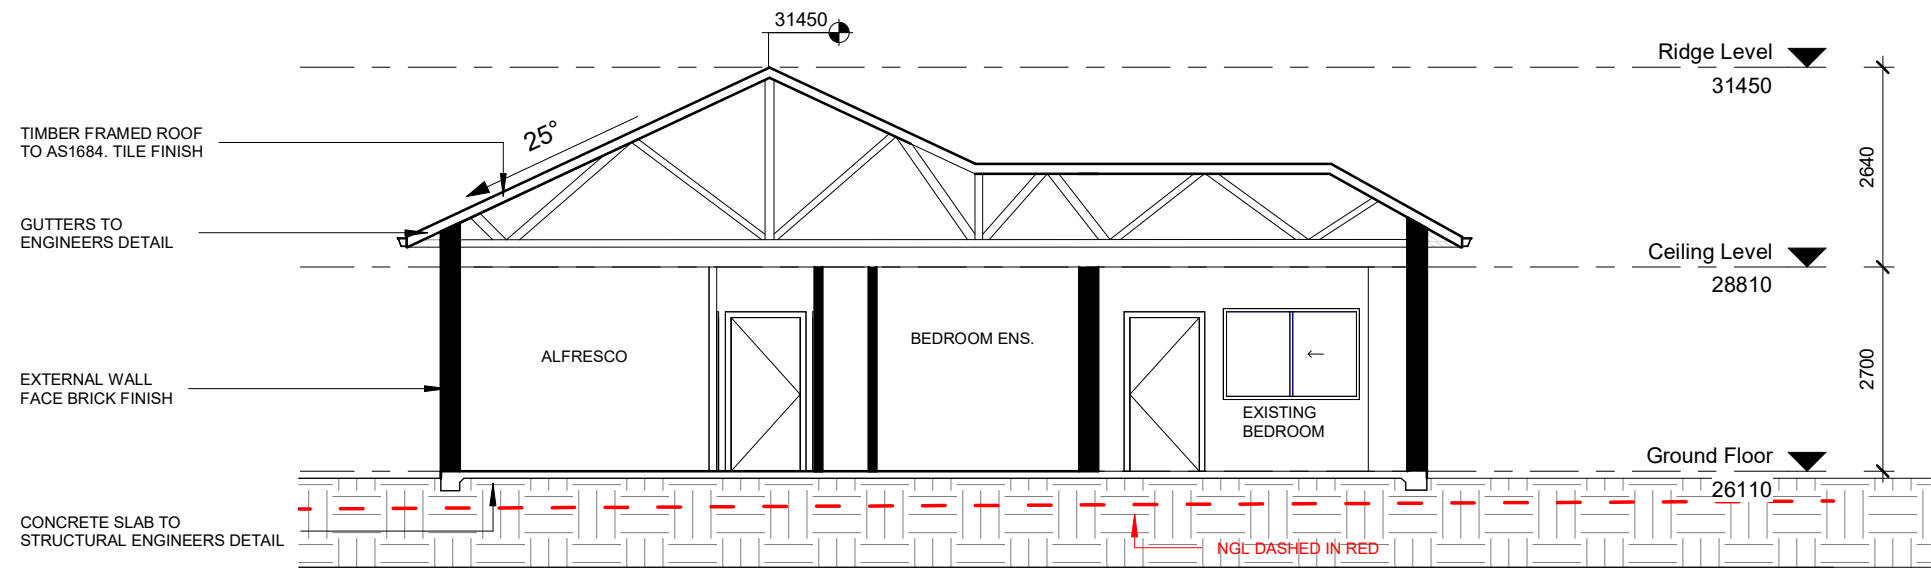 31450
Ridge Level
31450
TIMBER FRAMED ROOF
TO AS1684. TILE FINISH
25°
2640
GUTTERS TO
ENGINEERS DETAIL
Ceiling Level
28810
ALFRESCO
BEDROOM ENS.
2700
EXTERNAL WALL
FACE BRICK FINISH
EXISTING
BEDROOM
Ground Floor
26110
CONCRETE SLAB TO
STRUCTURAL ENGINEERS DETAIL
NGL DASHED IN RED